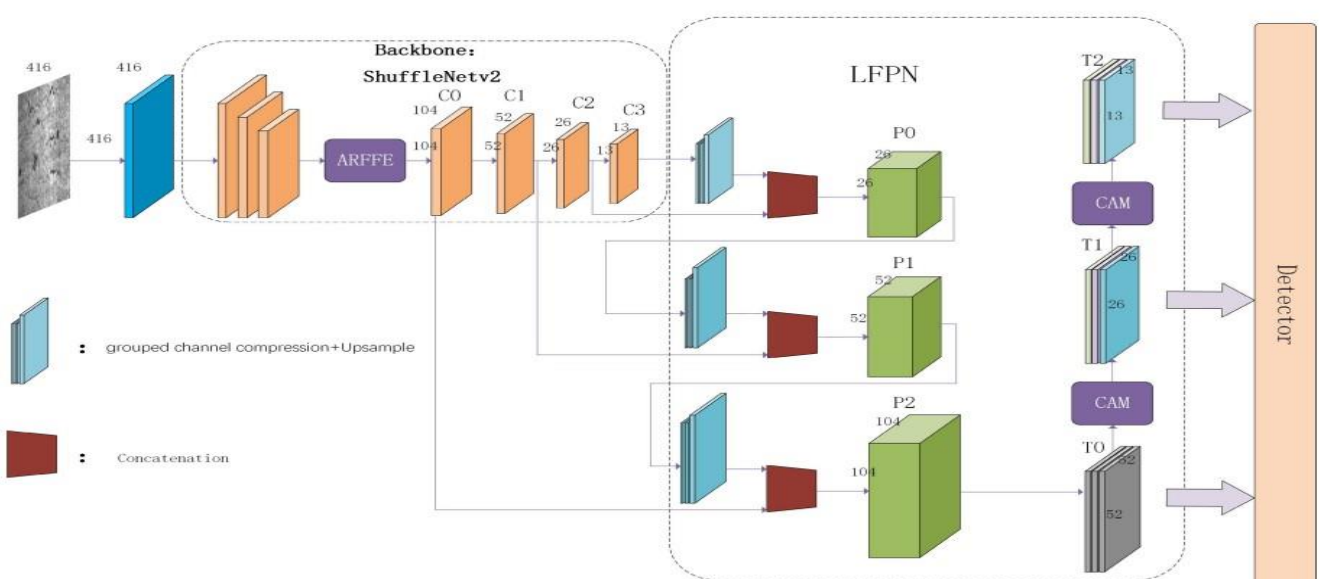 Backbone:
ShuffleNetv2
416
416
416
ARFFE
C0
104
104
C1
52
52
C2
26
26
C3
13
13
LFPN
P0
26
26
P1
52
52
P2
104
104
T2
13
13
CAM
T1
26
26
CAM
T0
52
52
Detector
: grouped channel compression+Upsample
: Concatenation